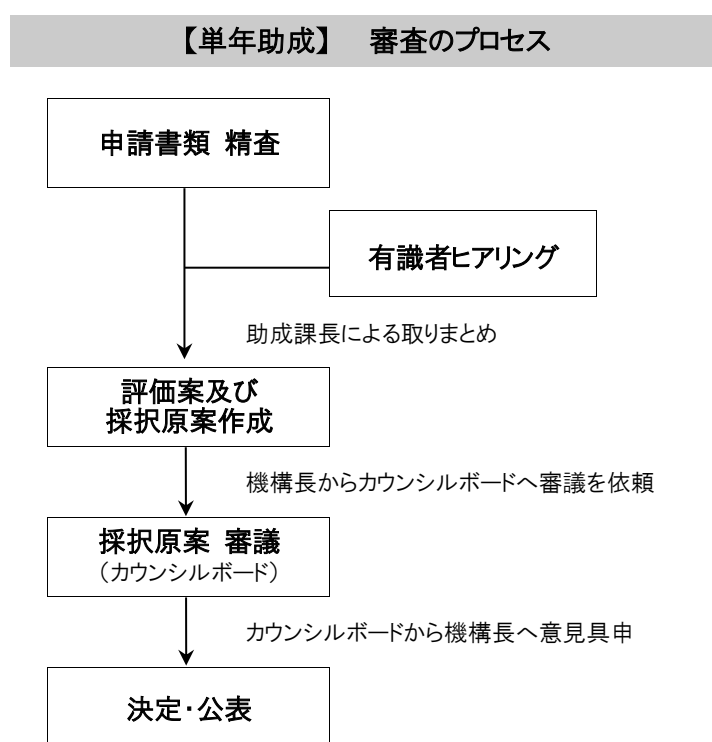 【単年助成】　審査のプロセス
申請書類 精査
有識者ヒアリング
助成課長による取りまとめ
評価案及び
採択原案作成
機構長からカウンシルボードへ審議を依頼
採択原案 審議
（カウンシルボード）
カウンシルボードから機構長へ意見具申
決定・公表